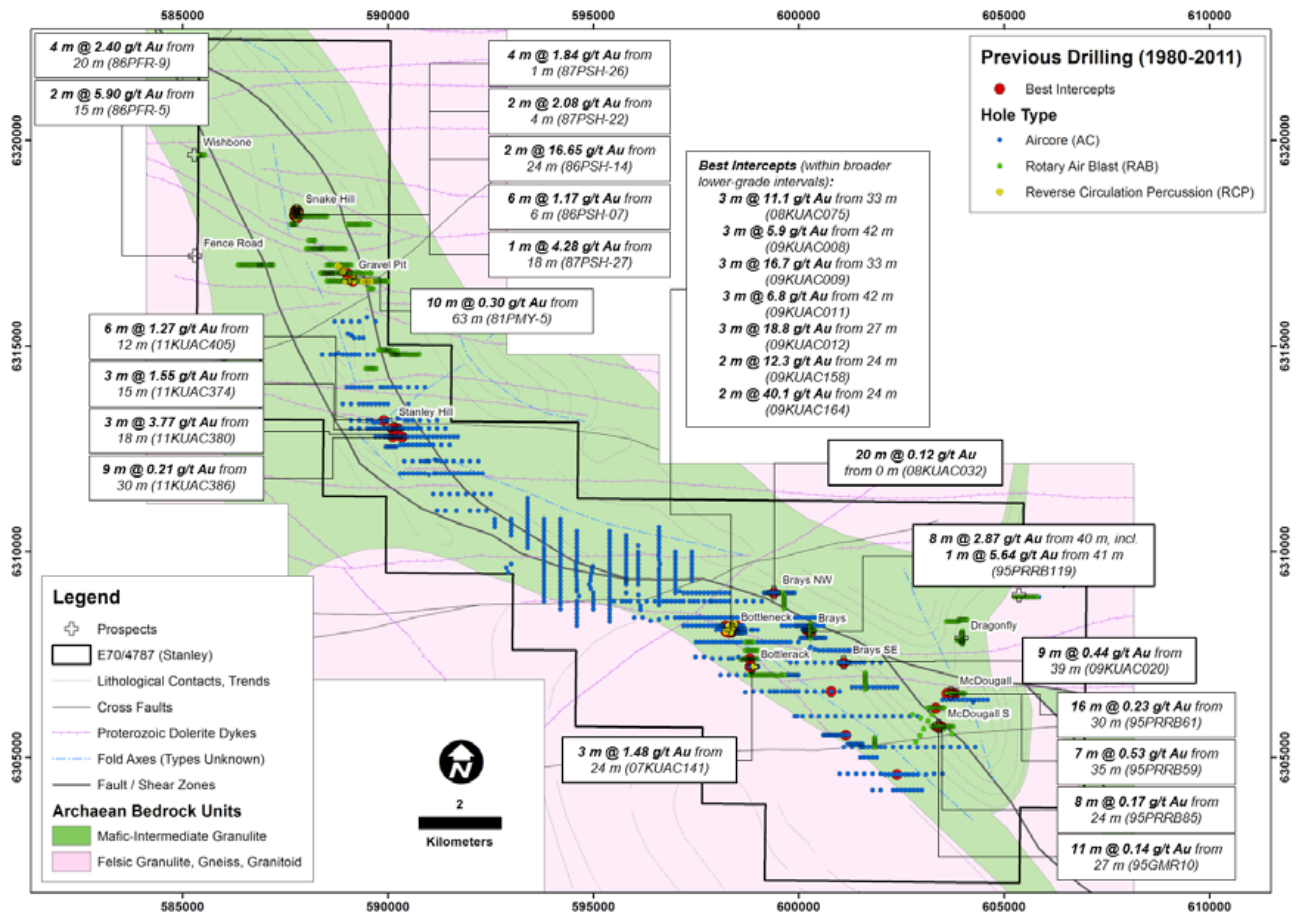 585000
590000
595000
600000
605000
610000
6320000
6315000
6310000
6305000
6320000
6315000
6310000
6305000
585000
590000
595000
600000
605000
610000
4 m @ 2.40 g/t Au from
20 m (86PFR-9)
2 m @ 5.90 g/t Au from
15 m (86PFR-5)
4 m @ 1.84 g/t Au from
1 m (87PSH-26)
2 m @ 2.08 g/t Au from
4 m (87PSH-22)
2 m @ 16.65 g/t Au from
24 m (86PSH-14)
6 m @ 1.17 g/t Au from
6 m (86PSH-07)
1 m @ 4.28 g/t Au from
18 m (87PSH-27)
10 m @ 0.30 g/t Au from
63 m (81PMY-5)
Previous Drilling (1980-2011)
Best Intercepts
Hole Type
Aircore (AC)
Rotary Air Blast (RAB)
Reverse Circulation Percussion (RCP)
Best Intercepts (within broader
lower-grade intervals):
3 m @ 11.1 g/t Au from 33 m
(08KUAC075)
3 m @ 5.9 g/t Au from 42 m
(09KUAC008)
3 m @ 16.7 g/t Au from 33 m
(09KUAC009)
3 m @ 6.8 g/t Au from 42 m
(09KUAC011)
3 m @ 18.8 g/t Au from 27 m
(09KUAC012)
2 m @ 12.3 g/t Au from 24 m
(09KUAC158)
2 m @ 40.1 g/t Au from 24 m
(09KUAC164)
Wishbone
Snake Hill
Fence Road
Gravel Pit
Stanley Hill
6 m @ 1.27 g/t Au from
12 m (11KUAC405)
3 m @ 1.55 g/t Au from
15 m (11KUAC374)
3 m @ 3.77 g/t Au from
18 m (11KUAC380)
9 m @ 0.21 g/t Au from
30 m (11KUAC386)
20 m @ 0.12 g/t Au
from 0 m (08KUAC032)
8 m @ 2.87 g/t Au from 40 m, incl.
1 m @ 5.64 g/t Au from 41 m
(95PRRB119)
Brays NW
Bottleneck
Brays
Dragonfly
Bottlerack
Brays SE
McDougall
McDougall S
9 m @ 0.44 g/t Au from
39 m (09KUAC020)
16 m @ 0.23 g/t Au from
30 m (95PRRB61)
7 m @ 0.53 g/t Au from
35 m (95PRRB59)
8 m @ 0.17 g/t Au from
24 m (95PRRB85)
11 m @ 0.14 g/t Au from
27 m (95GMR10)
3 m @ 1.48 g/t Au from
24 m (07KUAC141)
Legend
Prospects
E70/4787 (Stanley)
Lithological Contacts, Trends
Cross Faults
Proterozoic Dolerite Dykes
Fold Axes (Types Unknown)
Fault / Shear Zones
Archaean Bedrock Units
Mafic-Intermediate Granulite
Felsic Granulite, Gneiss, Granitoid
N
2
Kilometers